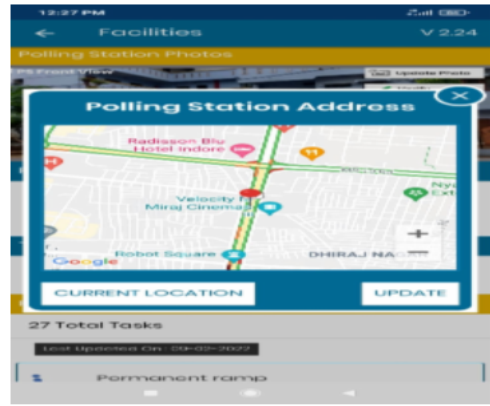 12:27 PM
Facilities
V 2.24
Polling Station Photos
PS Front View
Update Photo
Polling Station Address
Radisson Blu
Hotel Indore
Velocity
Miraj Cinemas
Robot Square
DHIRAJ NA
Google
CURRENT LOCATION
UPDATE
27 Total Tasks
Last Updated On : 09-02-2022
Permanent ramp